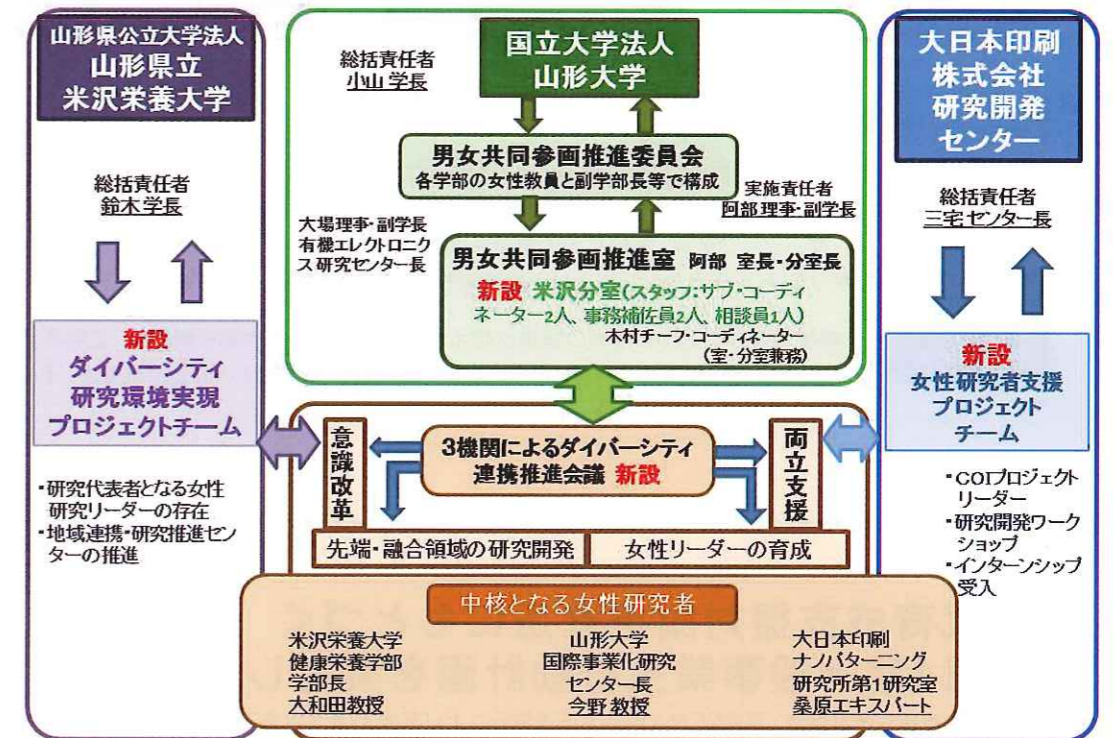 山形県公立大学法人
山形県立
米沢栄養大学
総括責任者
鈴木学長
新設
ダイバーシティ
研究環境実現
プロジェクトチーム
・研究代表者となる女性
研究リーダーの存在
・地域連携・研究推進セン
ターの推進
総括責任者
小山学長
国立大学法人
山形大学
男女共同参画推進委員会
各学部の女性教員と副学部長等で構成
実施責任者
阿部理事・副学長
大場理事・副学長
有機エレクトロニク
ス研究センター長
男女共同参画推進室 阿部 室長・分室長
新設 米沢分室(スタッフ:サブ・コーディ
ネーター2人、事務補佐員2人、相談員1人)
木村チーフ・コーディネーター
(室・分室兼務)
大日本印刷
株式会社
研究開発
センター
総括責任者
三宅センター長
新設
女性研究者支援
プロジェクト
チーム
・COIプロジェクト
リーダー
・研究開発ワーク
ショップ
・インターンシップ
受入
意識改革
3機関によるダイバーシティ
連携推進会議 新設
両立支援
先端・融合領域の研究開発
女性リーダーの育成
中核となる女性研究者
米沢栄養大学
健康栄養学部
学部長
大和田教授
山形大学
国際事業化研究
センター長
今野教授
大日本印刷
ナノパターニング
研究所第1研究室
桑原エキスパート